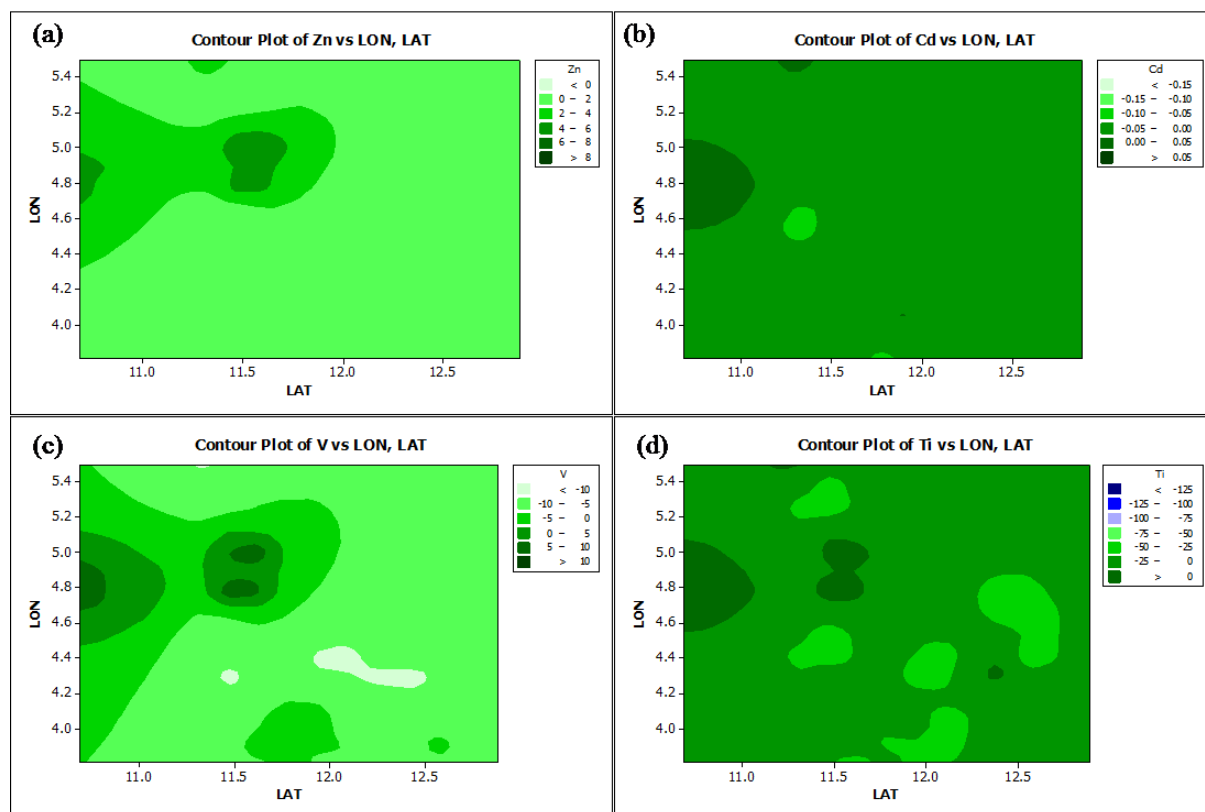 (a)
Contour Plot of Zn vs LON, LAT
Zn
< 0
0 – 2
2 – 4
4 – 6
6 – 8
> 8
5.4
5.2
5.0
4.8
4.6
4.4
4.2
4.0
LON
11.0 11.5 12.0 12.5
LAT
(b)
Contour Plot of Cd vs LON, LAT
Cd
< -0.15
-0.15 – -0.10
-0.10 – -0.05
-0.05 – 0.00
0.00 – 0.05
> 0.05
5.4
5.2
5.0
4.8
4.6
4.4
4.2
4.0
LON
11.0 11.5 12.0 12.5
LAT
(c)
Contour Plot of V vs LON, LAT
V
< -10
-10 – -5
-5 – 0
0 – 5
5 – 10
> 10
5.4
5.2
5.0
4.8
4.6
4.4
4.2
4.0
LON
11.0 11.5 12.0 12.5
LAT
(d)
Contour Plot of Ti vs LON, LAT
Ti
< -125
-125 – -100
-100 – -75
-75 – -50
-50 – -25
-25 – 0
> 0
5.4
5.2
5.0
4.8
4.6
4.4
4.2
4.0
LON
11.0 11.5 12.0 12.5
LAT